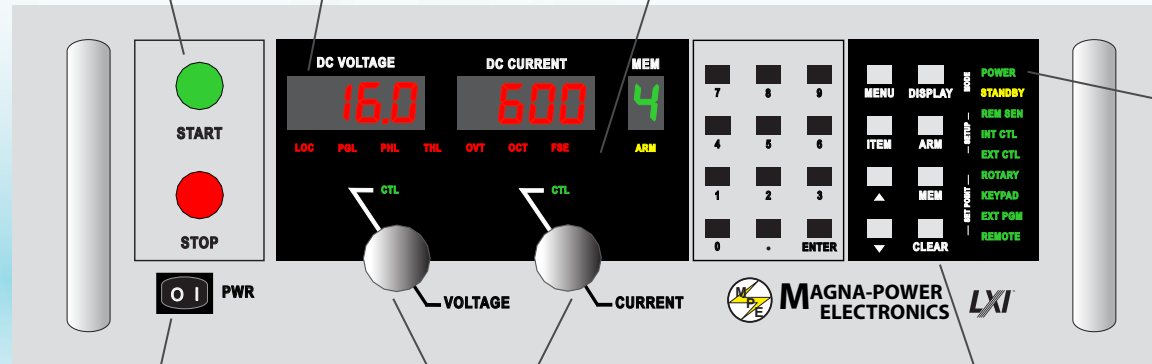 START
STOP
O I PWR
DC VOLTAGE
16.0
DC CURRENT
600
MEM
4
LOC PGL PHL THL OVT OCT FSE ARM
CTL
CTL
VOLTAGE
CURRENT
7 8 9
4 5 6
1 2 3
0 . ENTER
MENU DISPLAY
ITEM ARM
▲ MEM
▼ CLEAR
MODE
SETUP
SET POINT
POWER
STANDBY
REM SEN
INT CTL
EXT CTL
ROTARY
KEYPAD
EXT PGM
REMOTE
MPE
MAGNA-POWER
ELECTRONICS
LXI